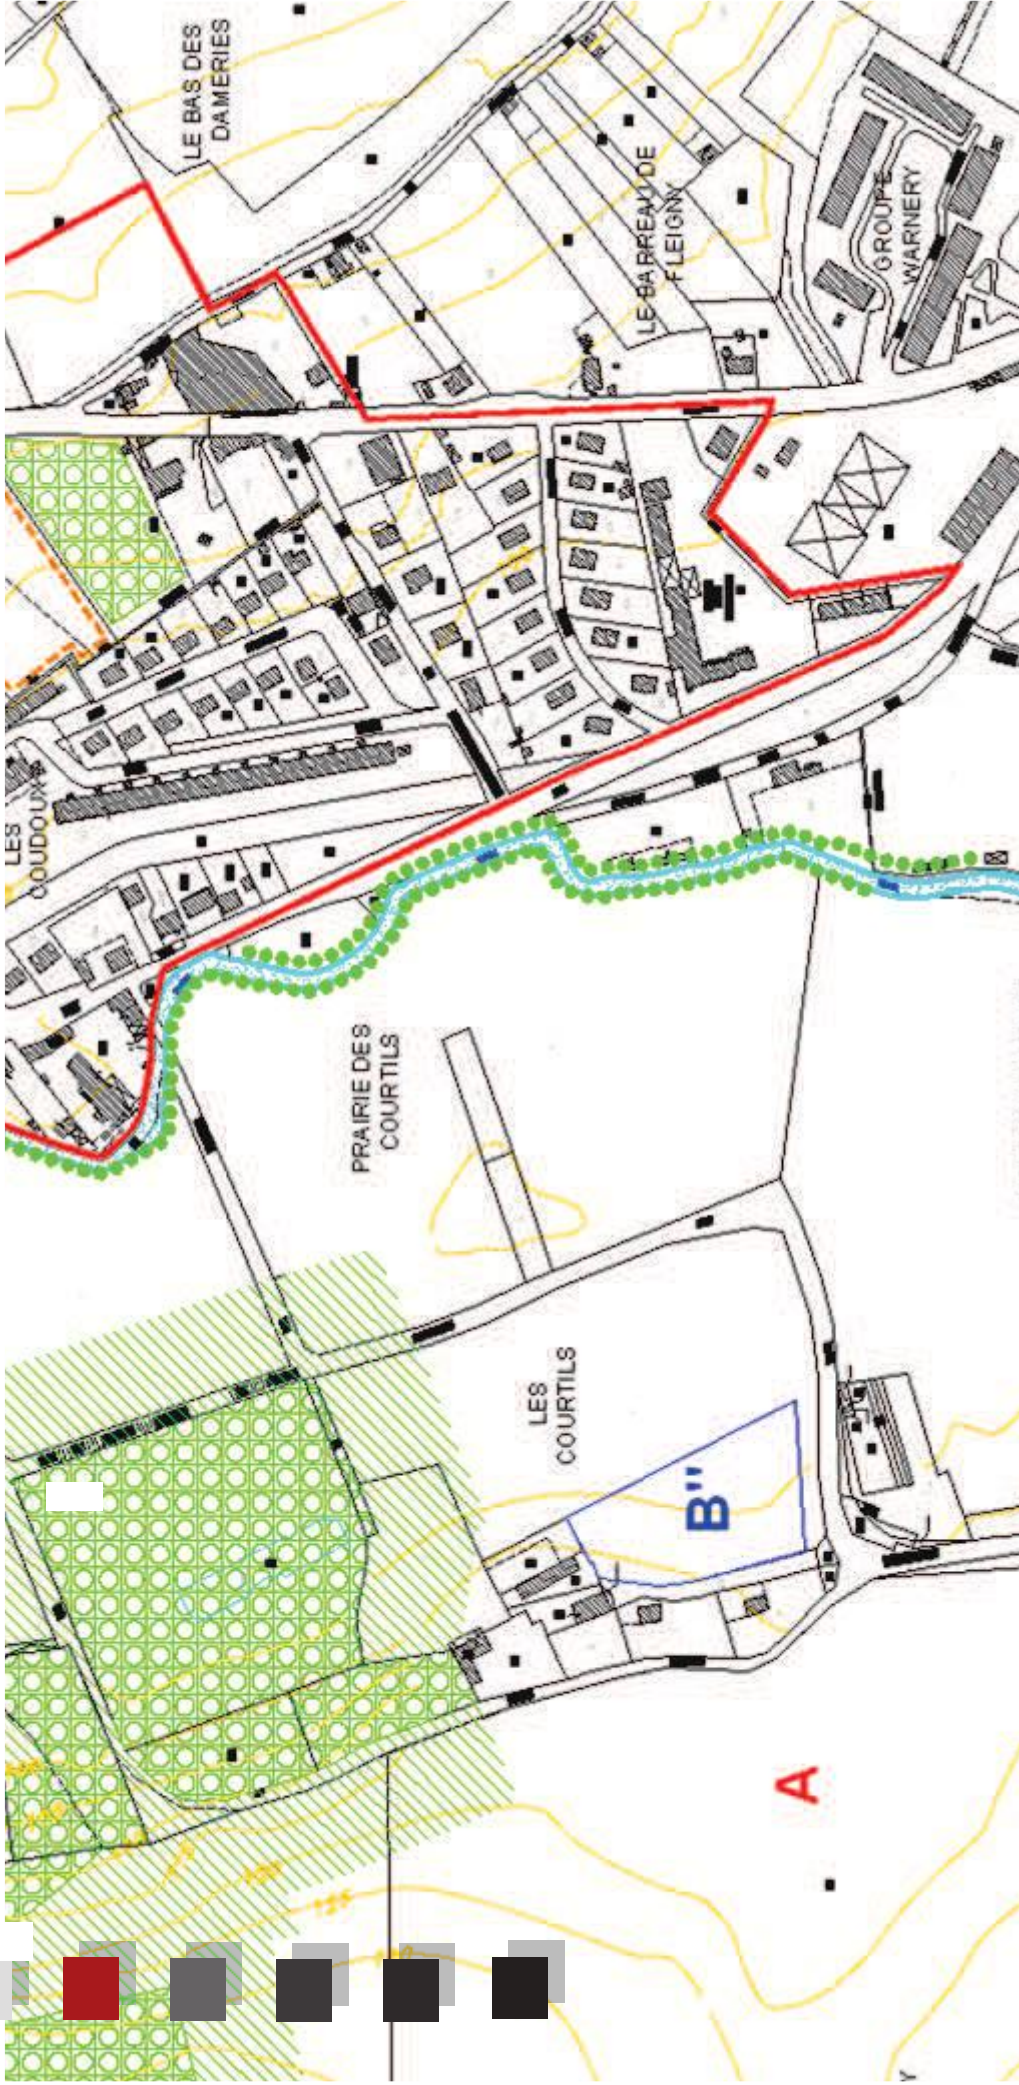 LE BAS DES
DAMERIES
LE BARREAU DE
FLEIGNY
GROUPE
WARNERY
LES
COUDOUX
PRAIRIE DES
COURTILS
LES
COURTILS
B"
A
Y